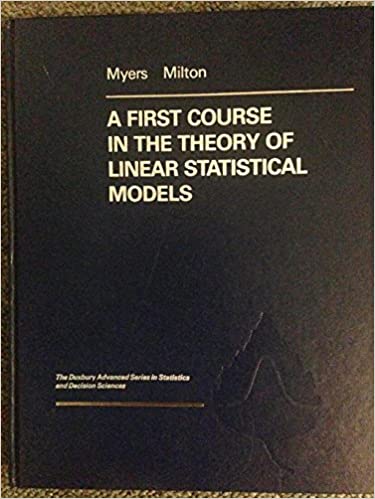 Myers Milton
A FIRST COURSE
IN THE THEORY OF
LINEAR STATISTICAL
MODELS
The Duxbury Advanced Series in Statistics
and Decision Sciences